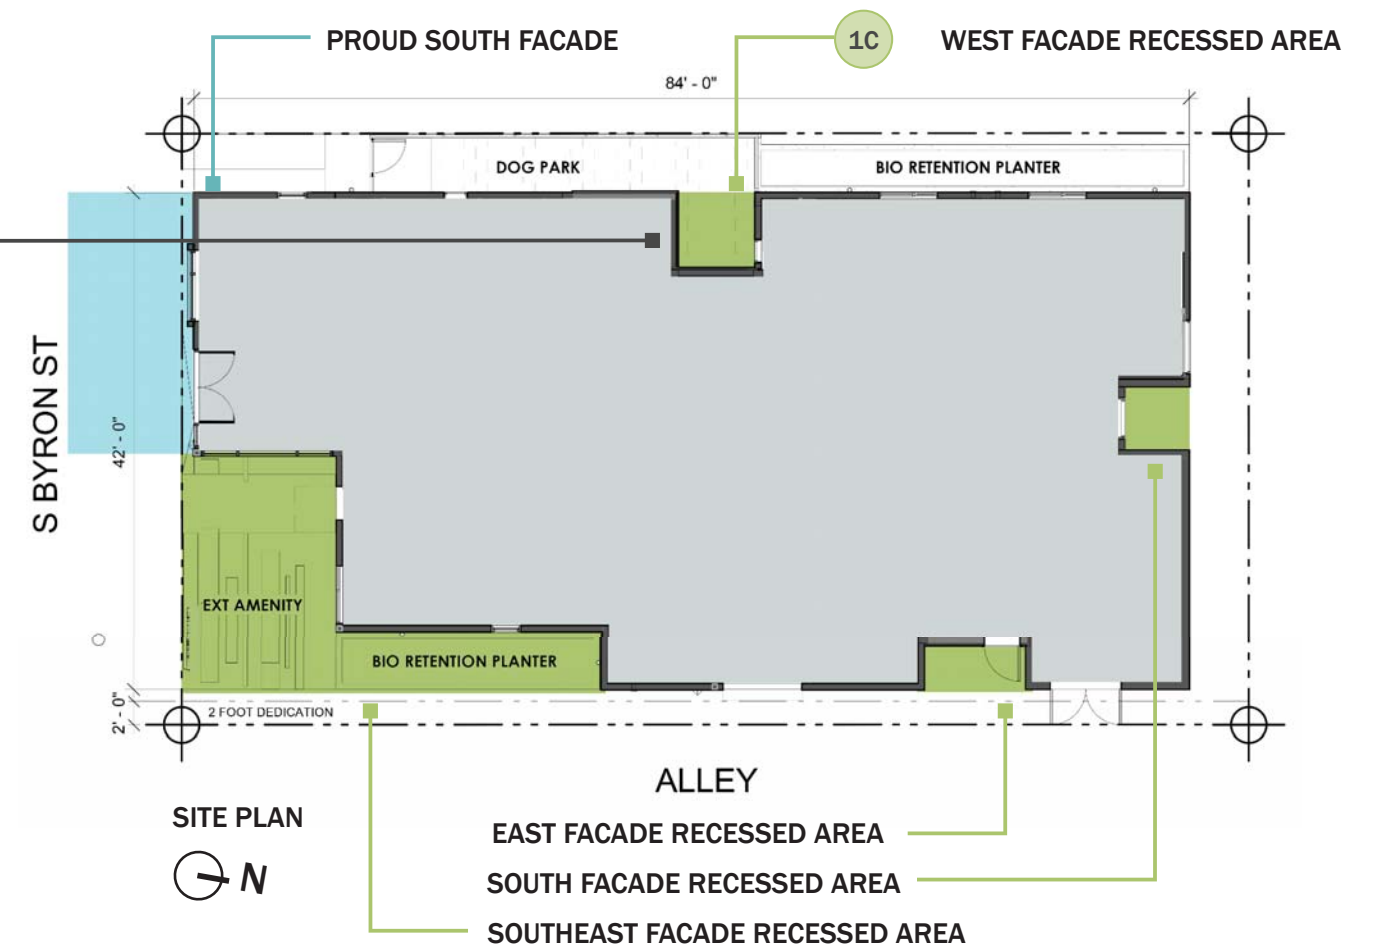 PROUD SOUTH FACADE
1C
WEST FACADE RECESSED AREA
84' - 0"
DOG PARK
BIO RETENTION PLANTER
S BYRON ST
42' - 0"
EXT AMENITY
BIO RETENTION PLANTER
2' - 0"
2 FOOT DEDICATION
ALLEY
SITE PLAN
N
EAST FACADE RECESSED AREA
SOUTH FACADE RECESSED AREA
SOUTHEAST FACADE RECESSED AREA